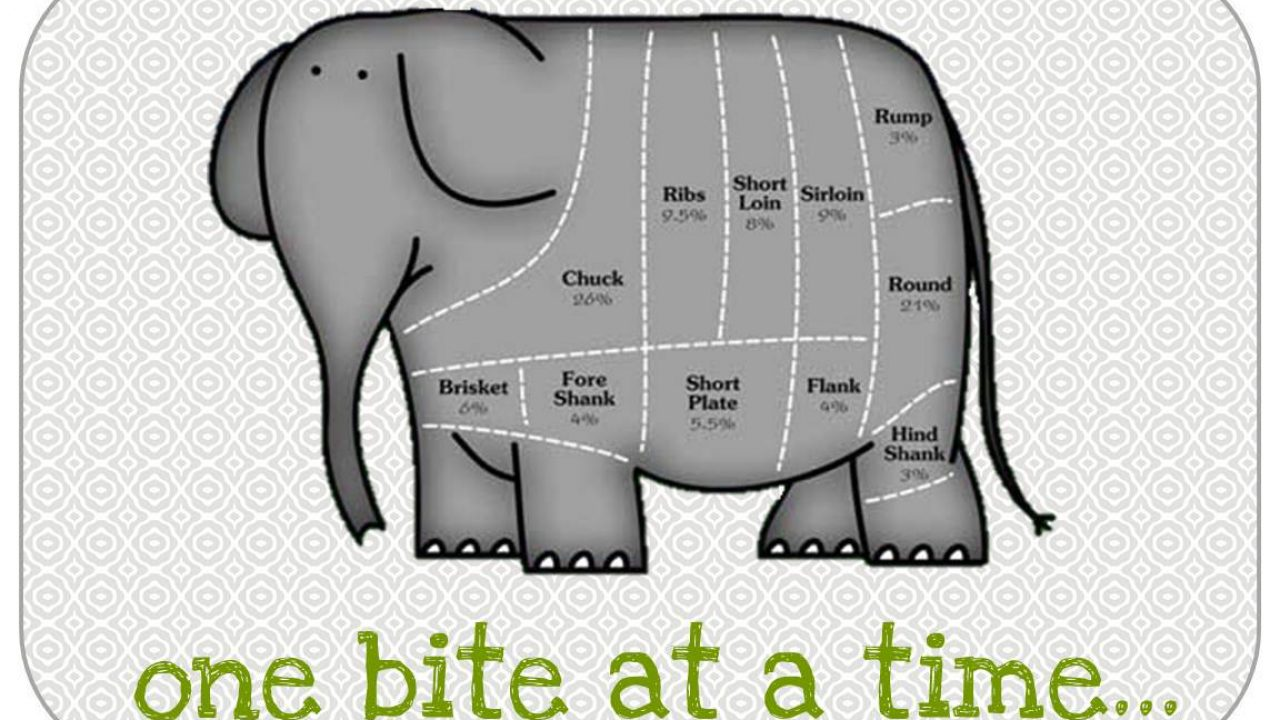 Rump
3%
Ribs
9.5%
Short
Loin
8%
Sirloin
9%
Chuck
26%
Round
21%
Brisket
6%
Fore
Shank
4%
Short
Plate
5.5%
Flank
4%
Hind
Shank
3%
one bite at a time...